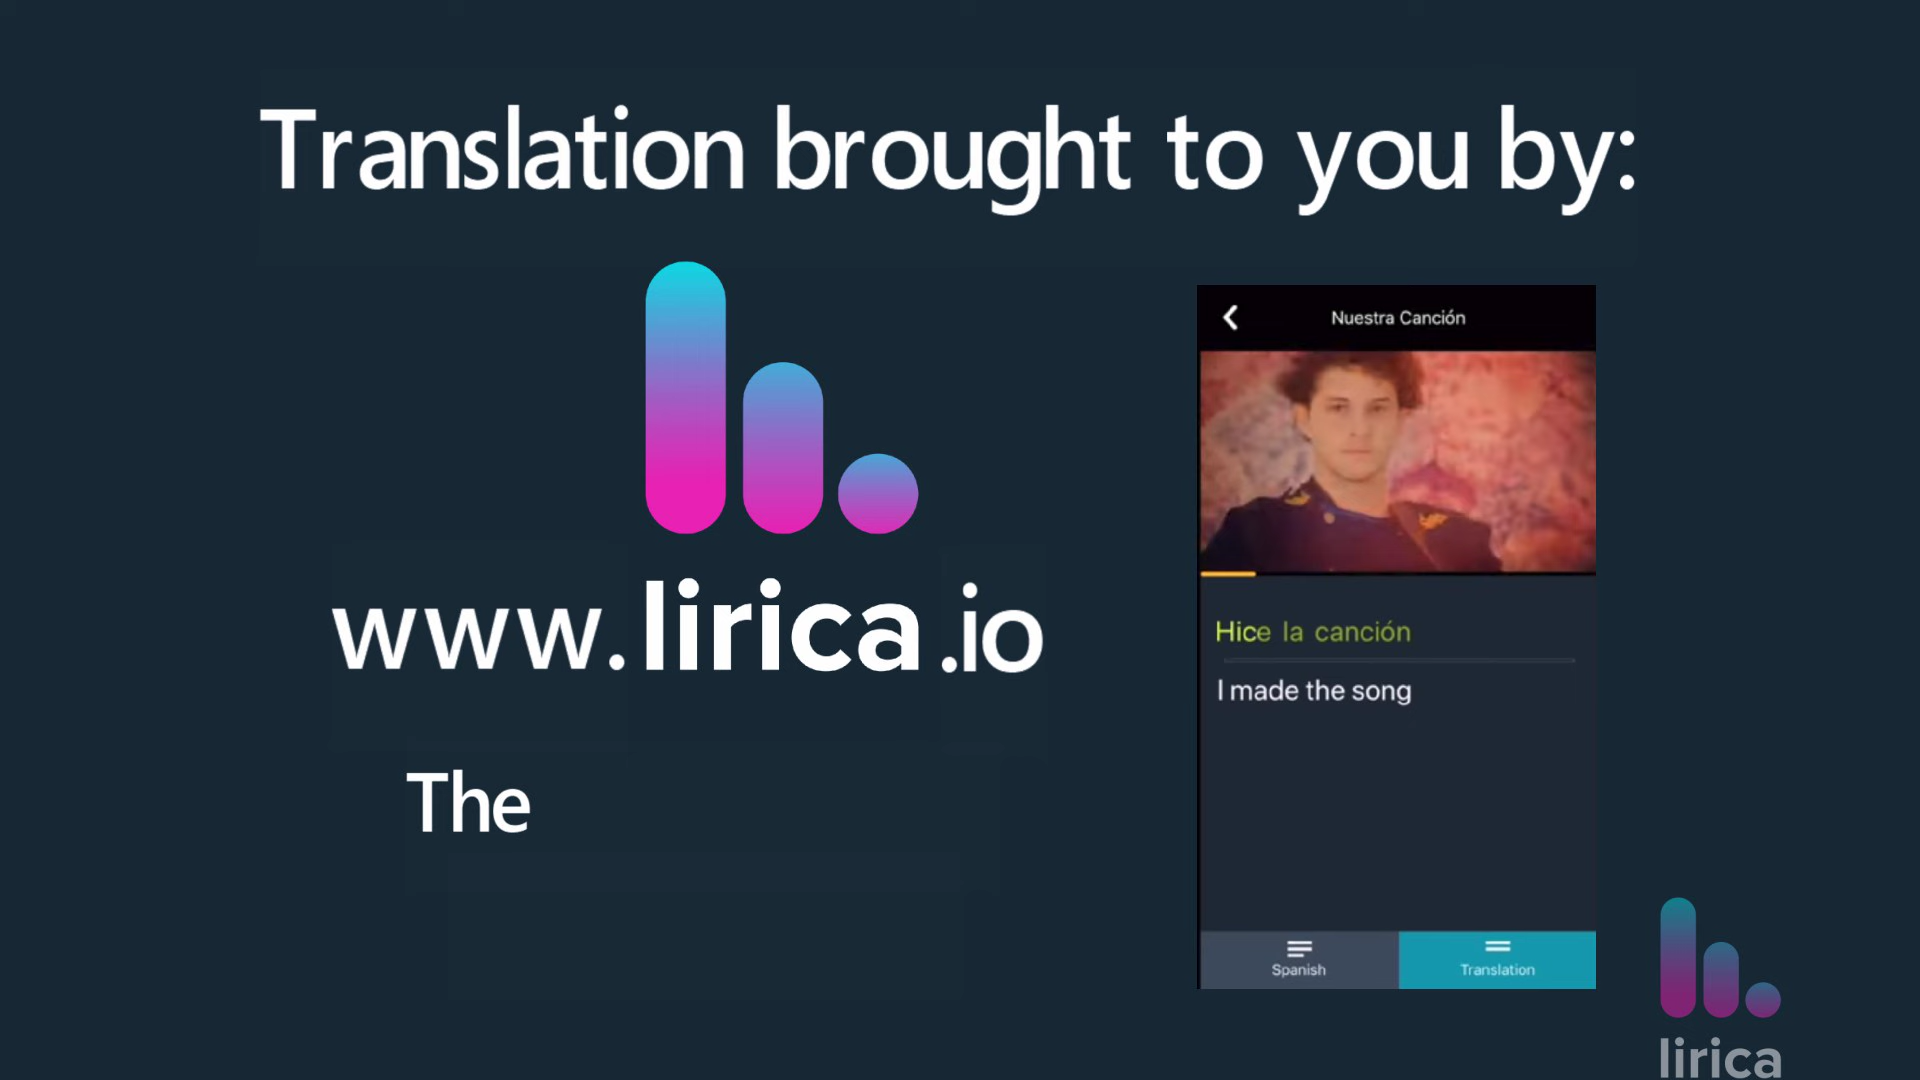 Translation brought to you by:
www.lirica.io
The
Nuestra Canción
Hice la canción
I made the song
Spanish
Translation
lirica